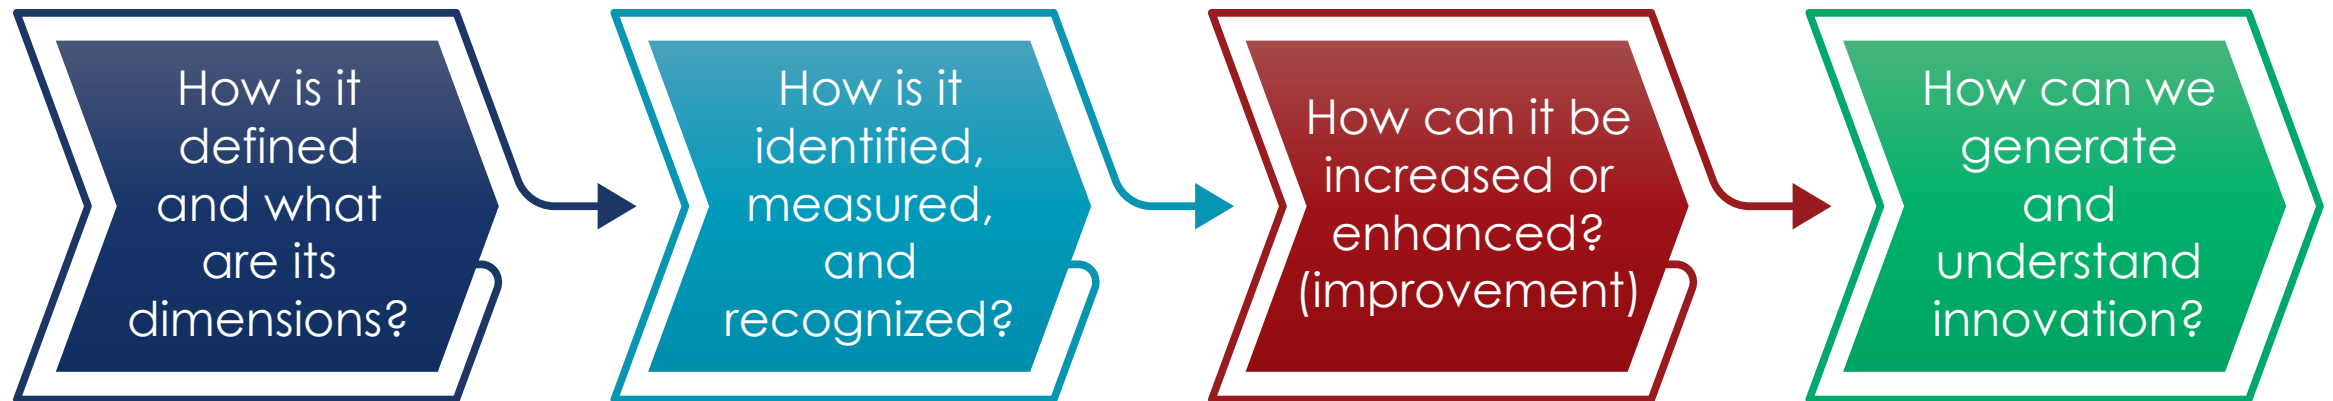 How is it
defined
and what
are its
dimensions?
How is it
identified,
measured,
and
recognized?
How can it be
increased or
enhanced?
(improvement)
How can we
generate
and
understand
innovation?